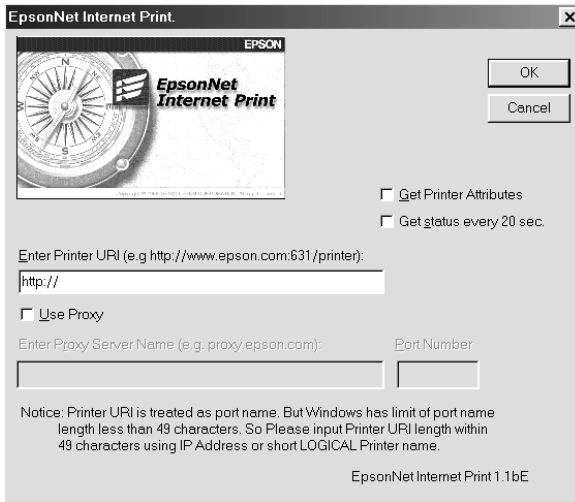 EpsonNet Internet Print.
EPSON
N
EpsonNet
Internet Print
OK
Cancel
Get Printer Attributes
Get status every 20 sec.
Enter Printer URI (e.g http://www.epson.com:631/printer):
http://
Use Proxy
Enter Proxy Server Name (e.g. proxy.epson.com):
Port Number
Notice: Printer URI is treated as port name. But Windows has limit of port name
length less than 49 characters. So Please input Printer URI length within
49 characters using IP Address or short LOGICAL Printer name.
EpsonNet Internet Print 1.1bE